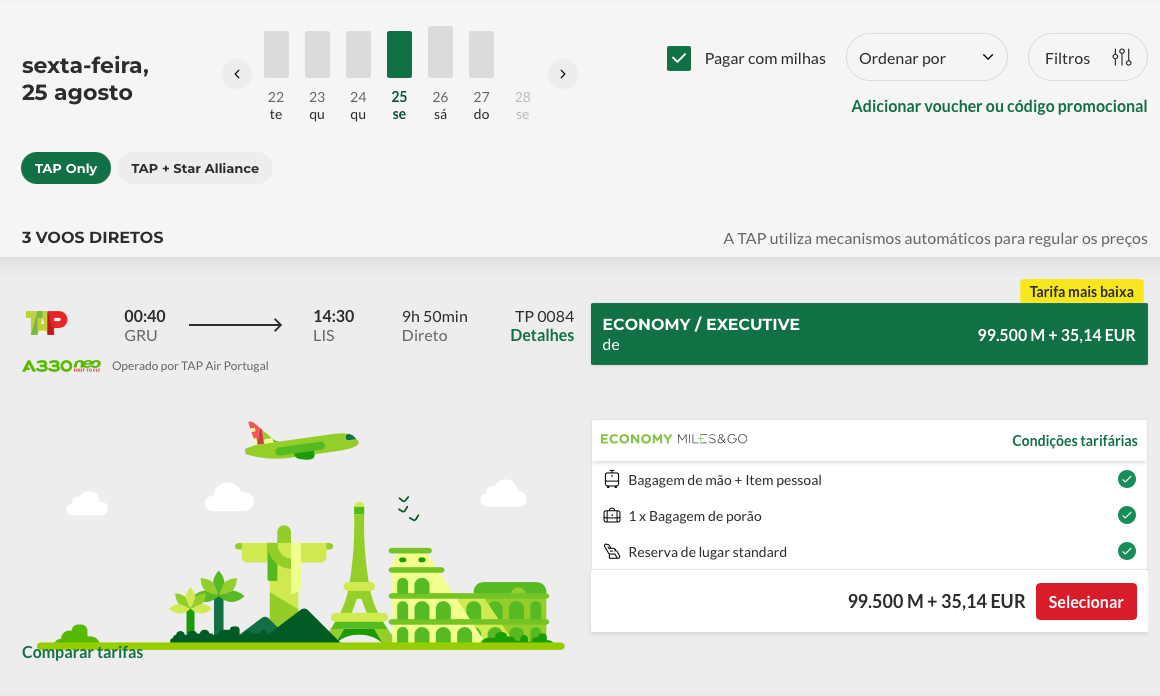 sexta-feira,
25 agosto
22 23 24 25 26 27 28
te qu qu se sá do se
Pagar com milhas
Ordenar por
Filtros
Adicionar voucher ou código promocional
TAP Only
TAP + Star Alliance
3 VOOS DIRETOS
A TAP utiliza mecanismos automáticos para regular os preços
Tarifa mais baixa
TAP
00:40 14:30 9h 50min TP 0084
GRU LIS Direto Detalhes
A330neo Operado por TAP Air Portugal
ECONOMY / EXECUTIVE
de
99.500 M + 35,14 EUR
ECONOMY MILES&GO
Condições tarifárias
Bagagem de mão + Item pessoal
1 x Bagagem de porão
Reserva de lugar standard
99.500 M + 35,14 EUR
Selecionar
Comparar tarifas